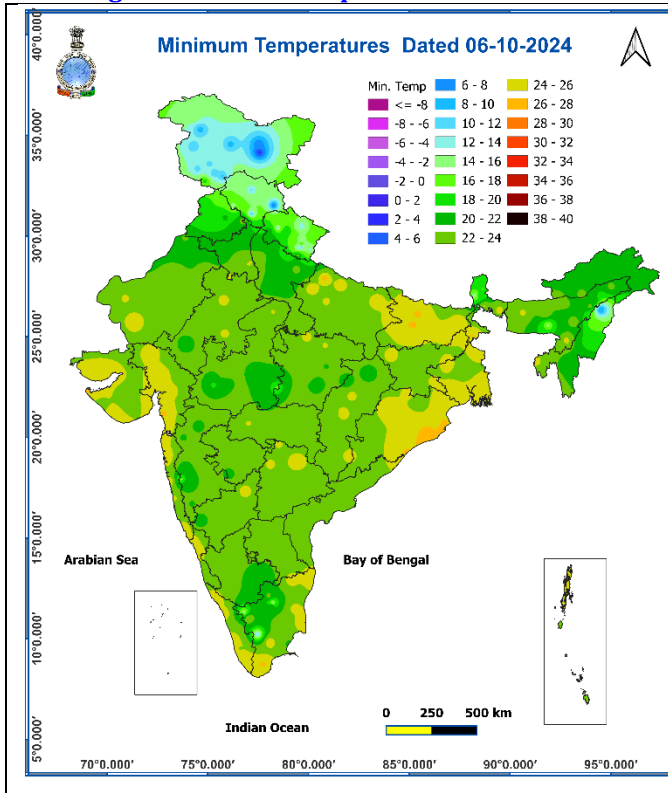 Minimum Temperatures Dated 06-10-2024
Min. Temp
<= -8
-8 - -6
-6 - -4
-4 - -2
-2 - 0
0 - 2
2 - 4
4 - 6
6 - 8
8 - 10
10 - 12
12 - 14
14 - 16
16 - 18
18 - 20
20 - 22
22 - 24
24 - 26
26 - 28
28 - 30
30 - 32
32 - 34
34 - 36
36 - 38
38 - 40
40°0.000'
35°0.000'
30°0.000'
25°0.000'
20°0.000'
15°0.000'
10°0.000'
5°0.000'
Arabian Sea
Bay of Bengal
Indian Ocean
0 250 500 km
70°0.000' 75°0.000' 80°0.000' 85°0.000' 90°0.000' 95°0.000'